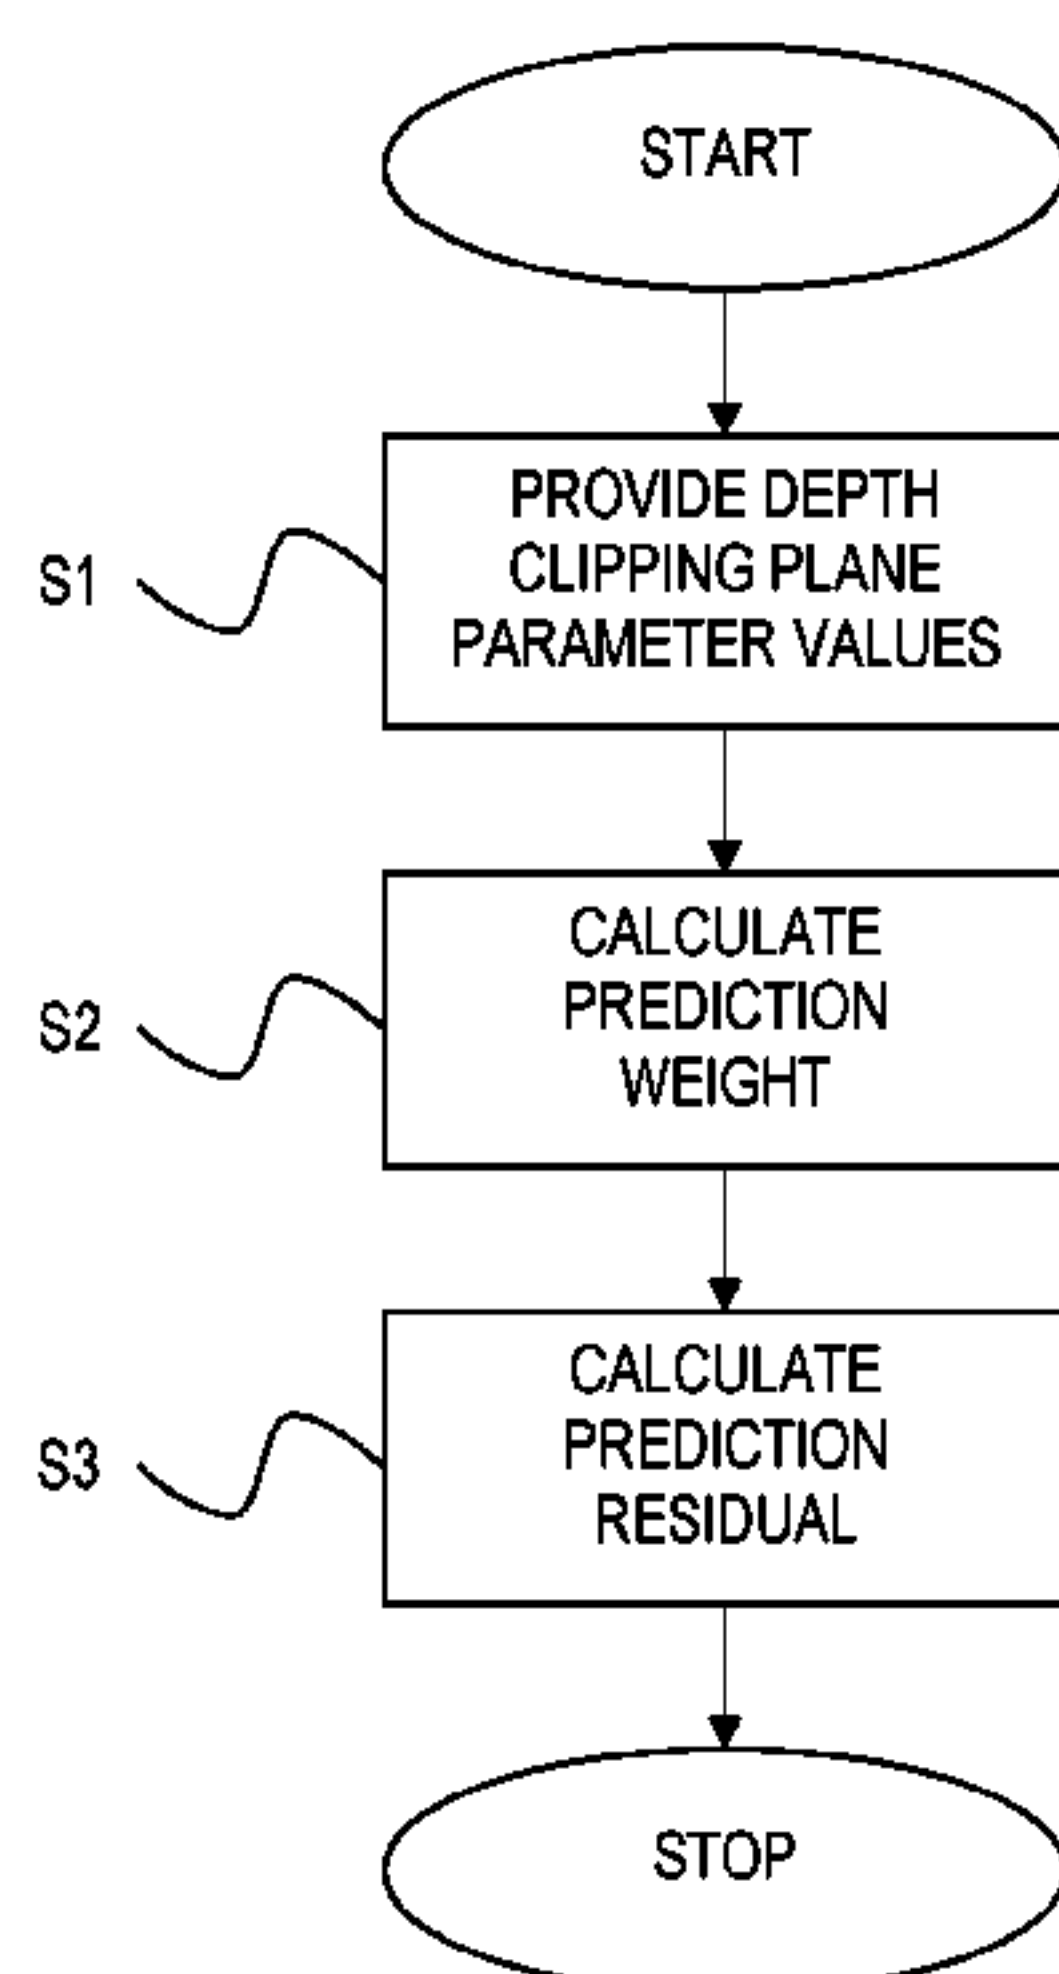 START
S1
PROVIDE DEPTH
CLIPPING PLANE
PARAMETER VALUES
S2
CALCULATE
PREDICTION
WEIGHT
S3
CALCULATE
PREDICTION
RESIDUAL
STOP